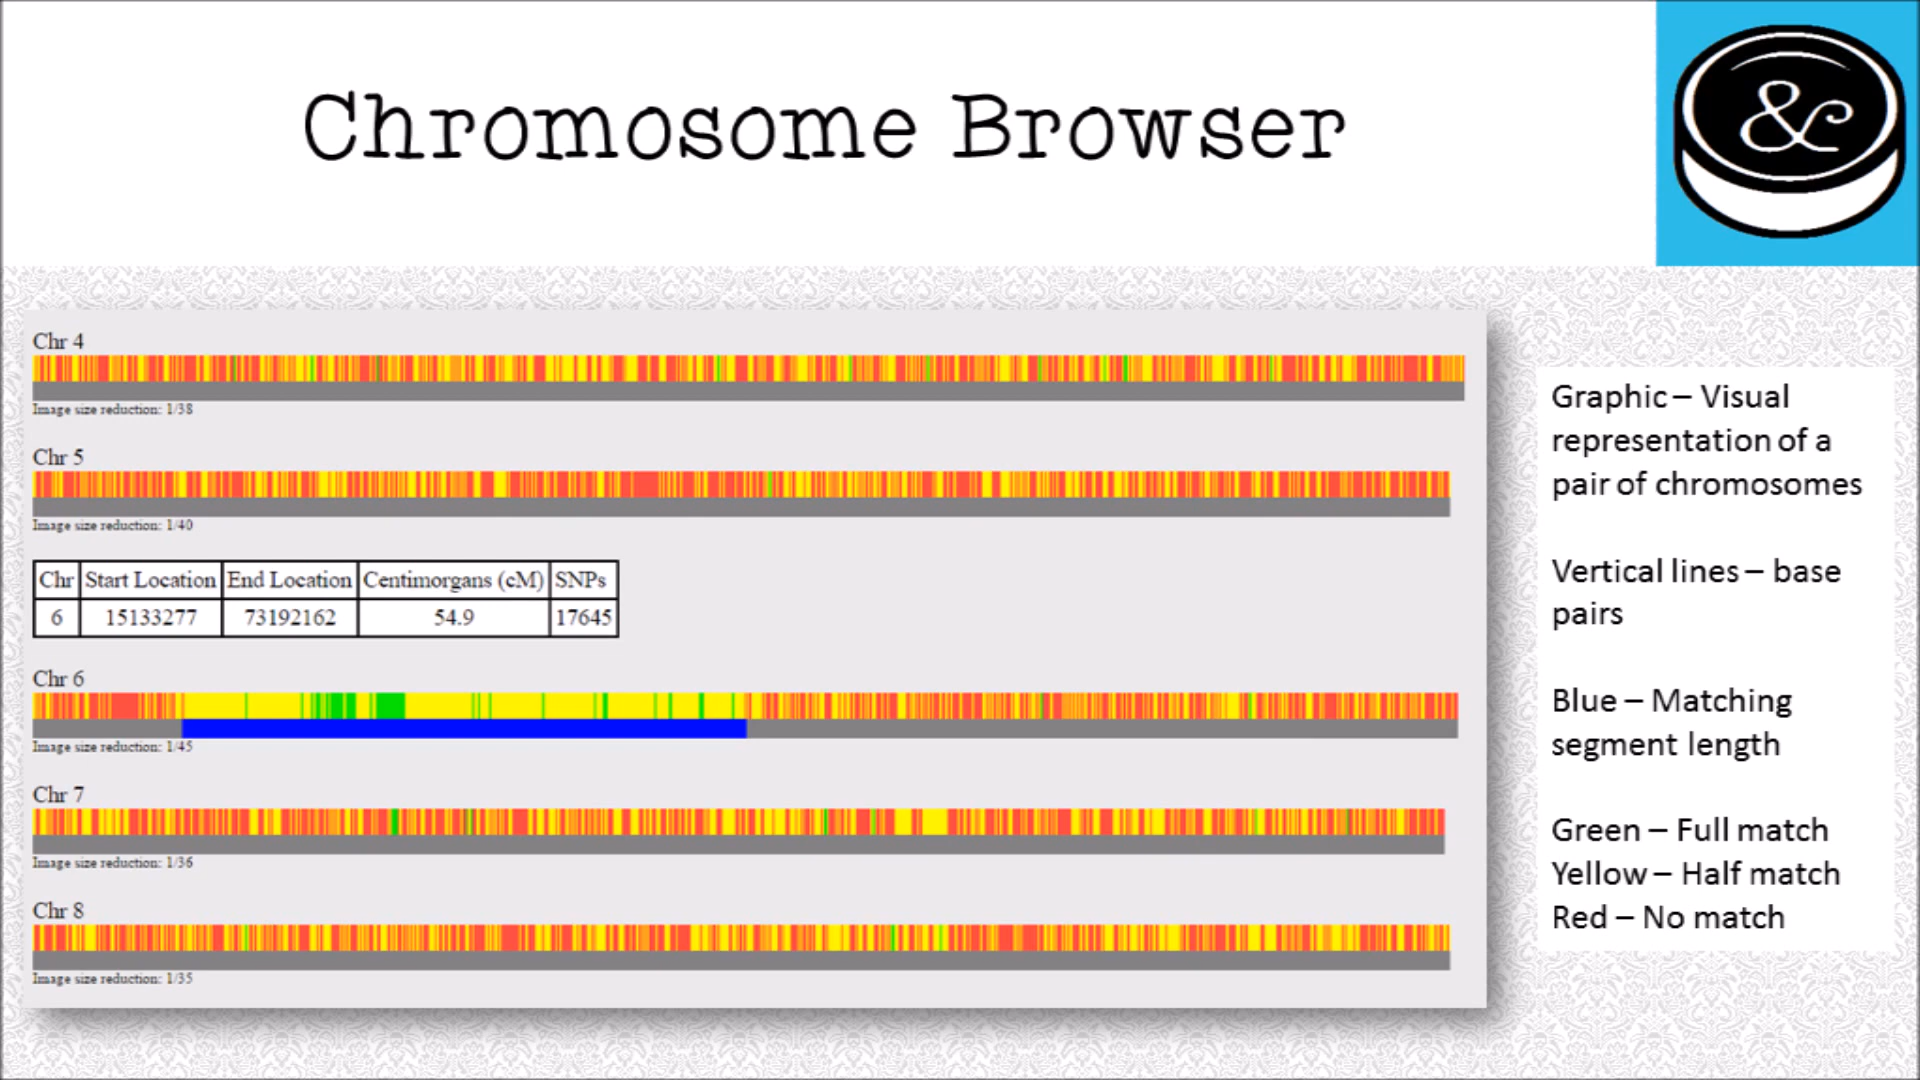 Chromosome Browser
&
Chr 4
Image size reduction: 1/38
Chr 5
Image size reduction: 1/40
Chr Start Location End Location Centimorgans (cM) SNPs
6 15133277 73192162 54.9 17645
Chr 6
Image size reduction: 1/45
Chr 7
Image size reduction: 1/36
Chr 8
Image size reduction: 1/35
Graphic – Visual
representation of a
pair of chromosomes
Vertical lines – base
pairs
Blue – Matching
segment length
Green – Full match
Yellow – Half match
Red – No match